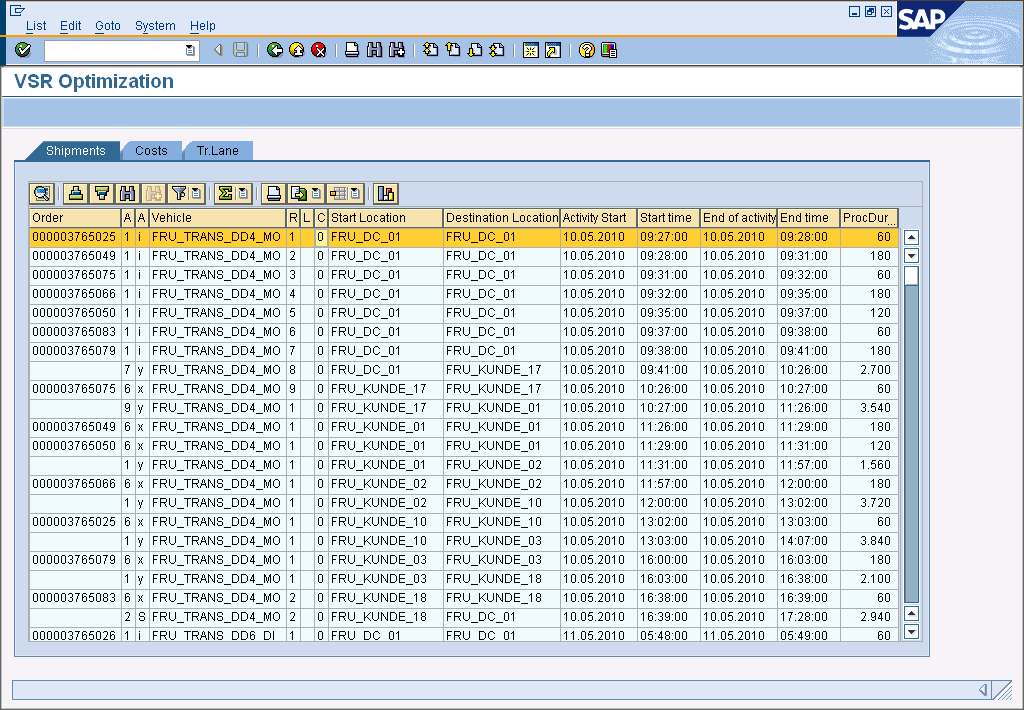 List Edit Goto System Help
SAP
VSR Optimization
Shipments Costs Tr.Lane
Order A A Vehicle R L C Start Location Destination Location Activity Start Start time End of activity End time ProcDur...
000003765025 1 i FRU_TRANS_DD4_MO 1 0 FRU_DC_01 FRU_DC_01 10.05.2010 09:27:00 10.05.2010 09:28:00 60
000003765049 1 i FRU_TRANS_DD4_MO 2 0 FRU_DC_01 FRU_DC_01 10.05.2010 09:28:00 10.05.2010 09:31:00 180
000003765075 1 i FRU_TRANS_DD4_MO 3 0 FRU_DC_01 FRU_DC_01 10.05.2010 09:31:00 10.05.2010 09:32:00 60
000003765066 1 i FRU_TRANS_DD4_MO 4 0 FRU_DC_01 FRU_DC_01 10.05.2010 09:32:00 10.05.2010 09:35:00 180
000003765050 1 i FRU_TRANS_DD4_MO 5 0 FRU_DC_01 FRU_DC_01 10.05.2010 09:35:00 10.05.2010 09:37:00 120
000003765083 1 i FRU_TRANS_DD4_MO 6 0 FRU_DC_01 FRU_DC_01 10.05.2010 09:37:00 10.05.2010 09:38:00 60
000003765079 1 i FRU_TRANS_DD4_MO 7 0 FRU_DC_01 FRU_DC_01 10.05.2010 09:38:00 10.05.2010 09:41:00 180
7 y FRU_TRANS_DD4_MO 8 0 FRU_DC_01 FRU_KUNDE_17 10.05.2010 09:41:00 10.05.2010 10:26:00 2.700
000003765075 6 x FRU_TRANS_DD4_MO 9 0 FRU_KUNDE_17 FRU_KUNDE_17 10.05.2010 10:26:00 10.05.2010 10:27:00 60
9 y FRU_TRANS_DD4_MO 1 0 FRU_KUNDE_17 FRU_KUNDE_01 10.05.2010 10:27:00 10.05.2010 11:26:00 3.540
000003765049 6 x FRU_TRANS_DD4_MO 1 0 FRU_KUNDE_01 FRU_KUNDE_01 10.05.2010 11:26:00 10.05.2010 11:29:00 180
000003765050 6 x FRU_TRANS_DD4_MO 1 0 FRU_KUNDE_01 FRU_KUNDE_01 10.05.2010 11:29:00 10.05.2010 11:31:00 120
1 y FRU_TRANS_DD4_MO 1 0 FRU_KUNDE_01 FRU_KUNDE_02 10.05.2010 11:31:00 10.05.2010 11:57:00 1.560
000003765066 6 x FRU_TRANS_DD4_MO 1 0 FRU_KUNDE_02 FRU_KUNDE_02 10.05.2010 11:57:00 10.05.2010 12:00:00 180
1 y FRU_TRANS_DD4_MO 1 0 FRU_KUNDE_02 FRU_KUNDE_10 10.05.2010 12:00:00 10.05.2010 13:02:00 3.720
000003765025 6 x FRU_TRANS_DD4_MO 1 0 FRU_KUNDE_10 FRU_KUNDE_10 10.05.2010 13:02:00 10.05.2010 13:03:00 60
1 y FRU_TRANS_DD4_MO 1 0 FRU_KUNDE_10 FRU_KUNDE_03 10.05.2010 13:03:00 10.05.2010 14:07:00 3.840
000003765079 6 x FRU_TRANS_DD4_MO 1 0 FRU_KUNDE_03 FRU_KUNDE_03 10.05.2010 16:00:00 10.05.2010 16:03:00 180
1 y FRU_TRANS_DD4_MO 1 0 FRU_KUNDE_03 FRU_KUNDE_18 10.05.2010 16:03:00 10.05.2010 16:38:00 2.100
000003765083 6 x FRU_TRANS_DD4_MO 2 0 FRU_KUNDE_18 FRU_KUNDE_18 10.05.2010 16:38:00 10.05.2010 16:39:00 60
2 S FRU_TRANS_DD4_MO 2 0 FRU_KUNDE_18 FRU_DC_01 10.05.2010 16:39:00 10.05.2010 17:28:00 2.940
000003765026 1 i FRU_TRANS_DD6_DI 1 0 FRU_DC_01 FRU_DC_01 11.05.2010 05:48:00 11.05.2010 05:49:00 60